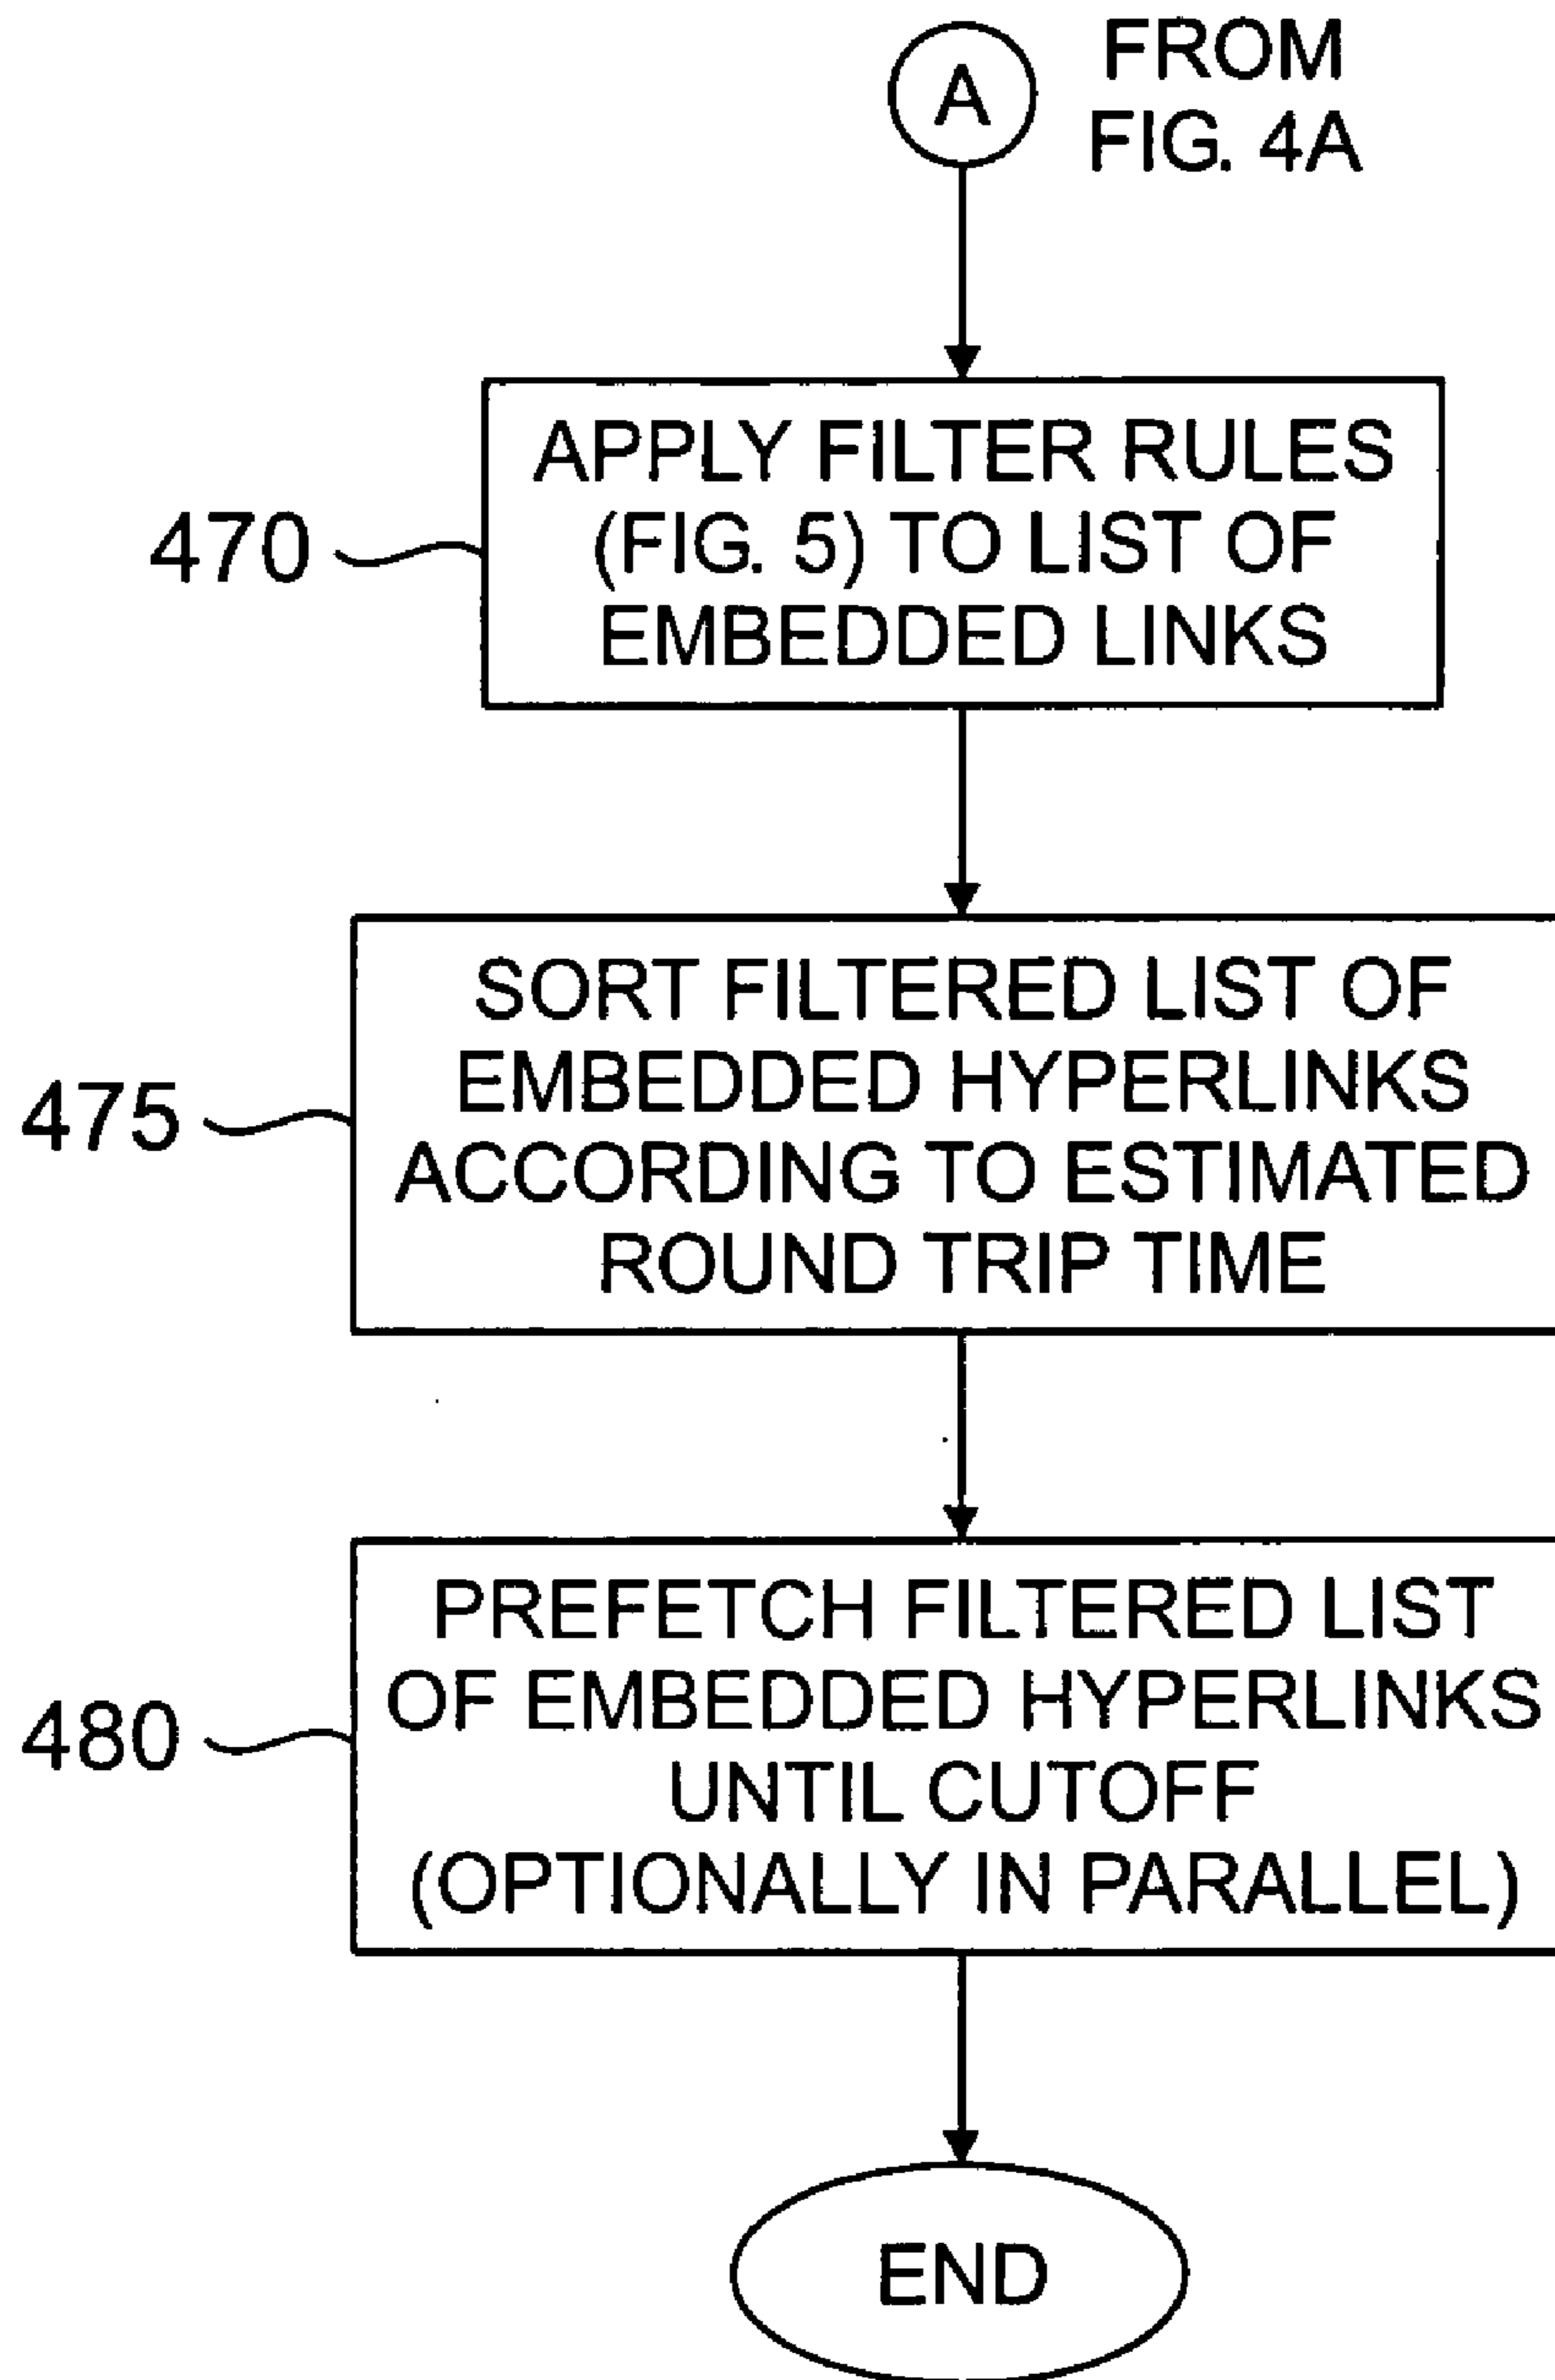 A
FROM
FIG. 4A
470
APPLY FILTER RULES
(FIG. 5) TO LIST OF
EMBEDDED LINKS
475
SORT FILTERED LIST OF
EMBEDDED HYPERLINKS
ACCORDING TO ESTIMATED
ROUND TRIP TIME
480
PREFETCH FILTERED LIST
OF EMBEDDED HYPERLINKS
UNTIL CUTOFF
(OPTIONALLY IN PARALLEL)
END